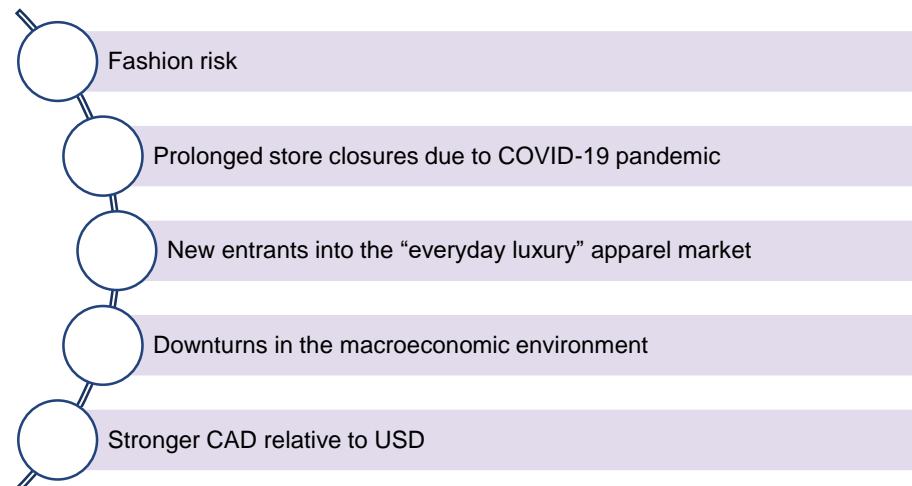 Fashion risk
Prolonged store closures due to COVID-19 pandemic
New entrants into the “everyday luxury” apparel market
Downturns in the macroeconomic environment
Stronger CAD relative to USD